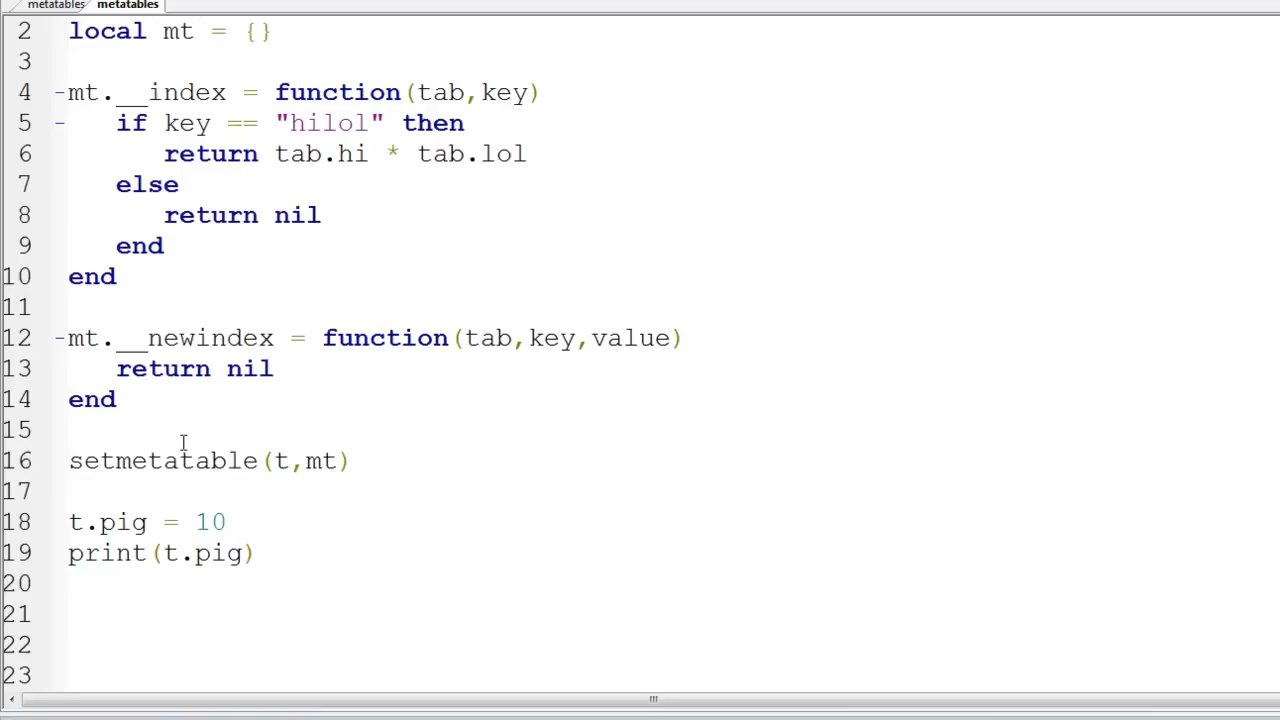 metatables metatables
2 local mt = {}
3
4 mt.__index = function(tab,key)
5 if key == "hilol" then
6 return tab.hi * tab.lol
7 else
8 return nil
9 end
10 end
11
12 mt.__newindex = function(tab,key,value)
13 return nil
14 end
15
16 setmetatable(t,mt)
17
18 t.pig = 10
19 print(t.pig)
20
21
22
23